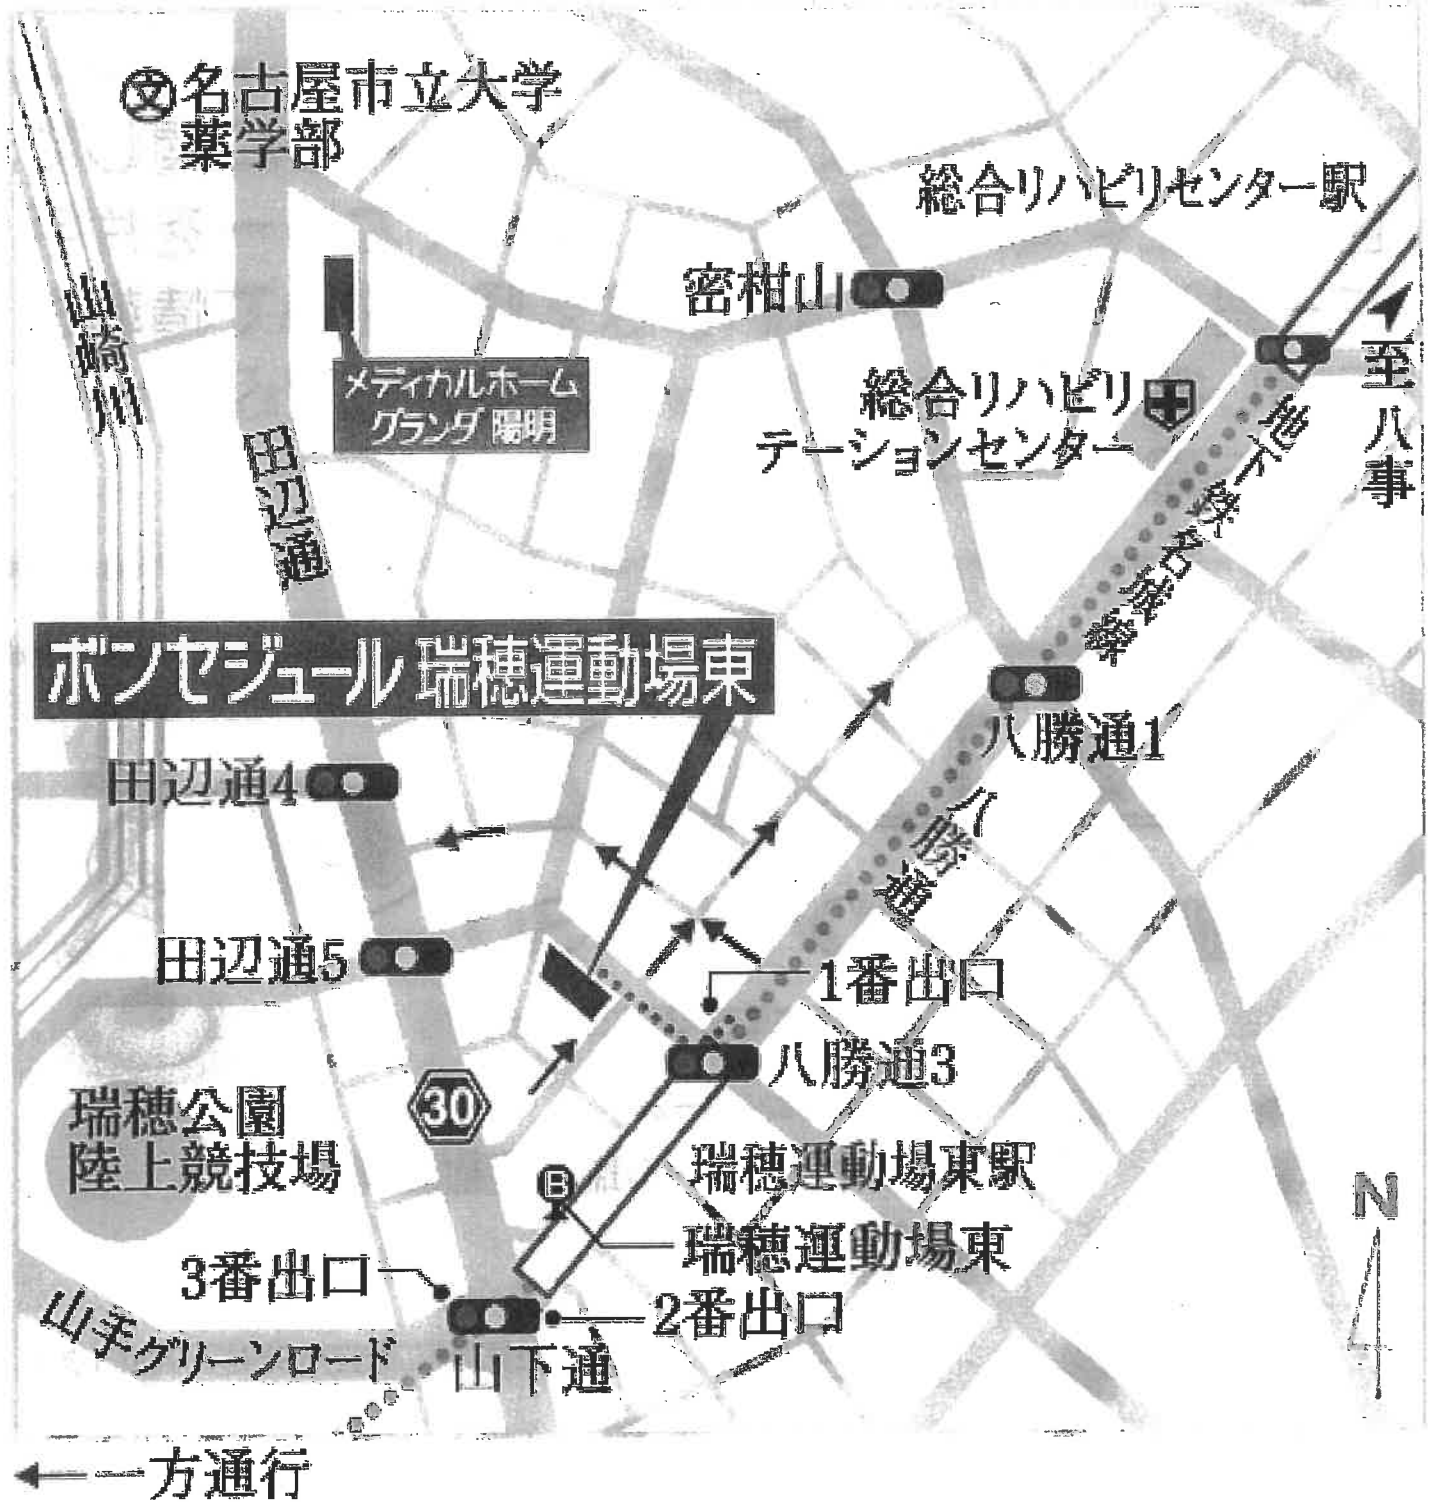 文 名古屋市立大学
薬学部
総合リハビリセンター駅
密柑山
山崎川
至八事
メディカルホーム
グランダ 陽明
総合リハビリ
テーションセンター
地下鉄名城線
田辺通
ボンセジュール 瑞穂運動場東
八勝通1
田辺通4
八勝通
田辺通5
1番出口
八勝通3
30
瑞穂公園
陸上競技場
瑞穂運動場東駅
B
瑞穂運動場東
N
3番出口
2番出口
山手グリーンロード
山下通
一方通行